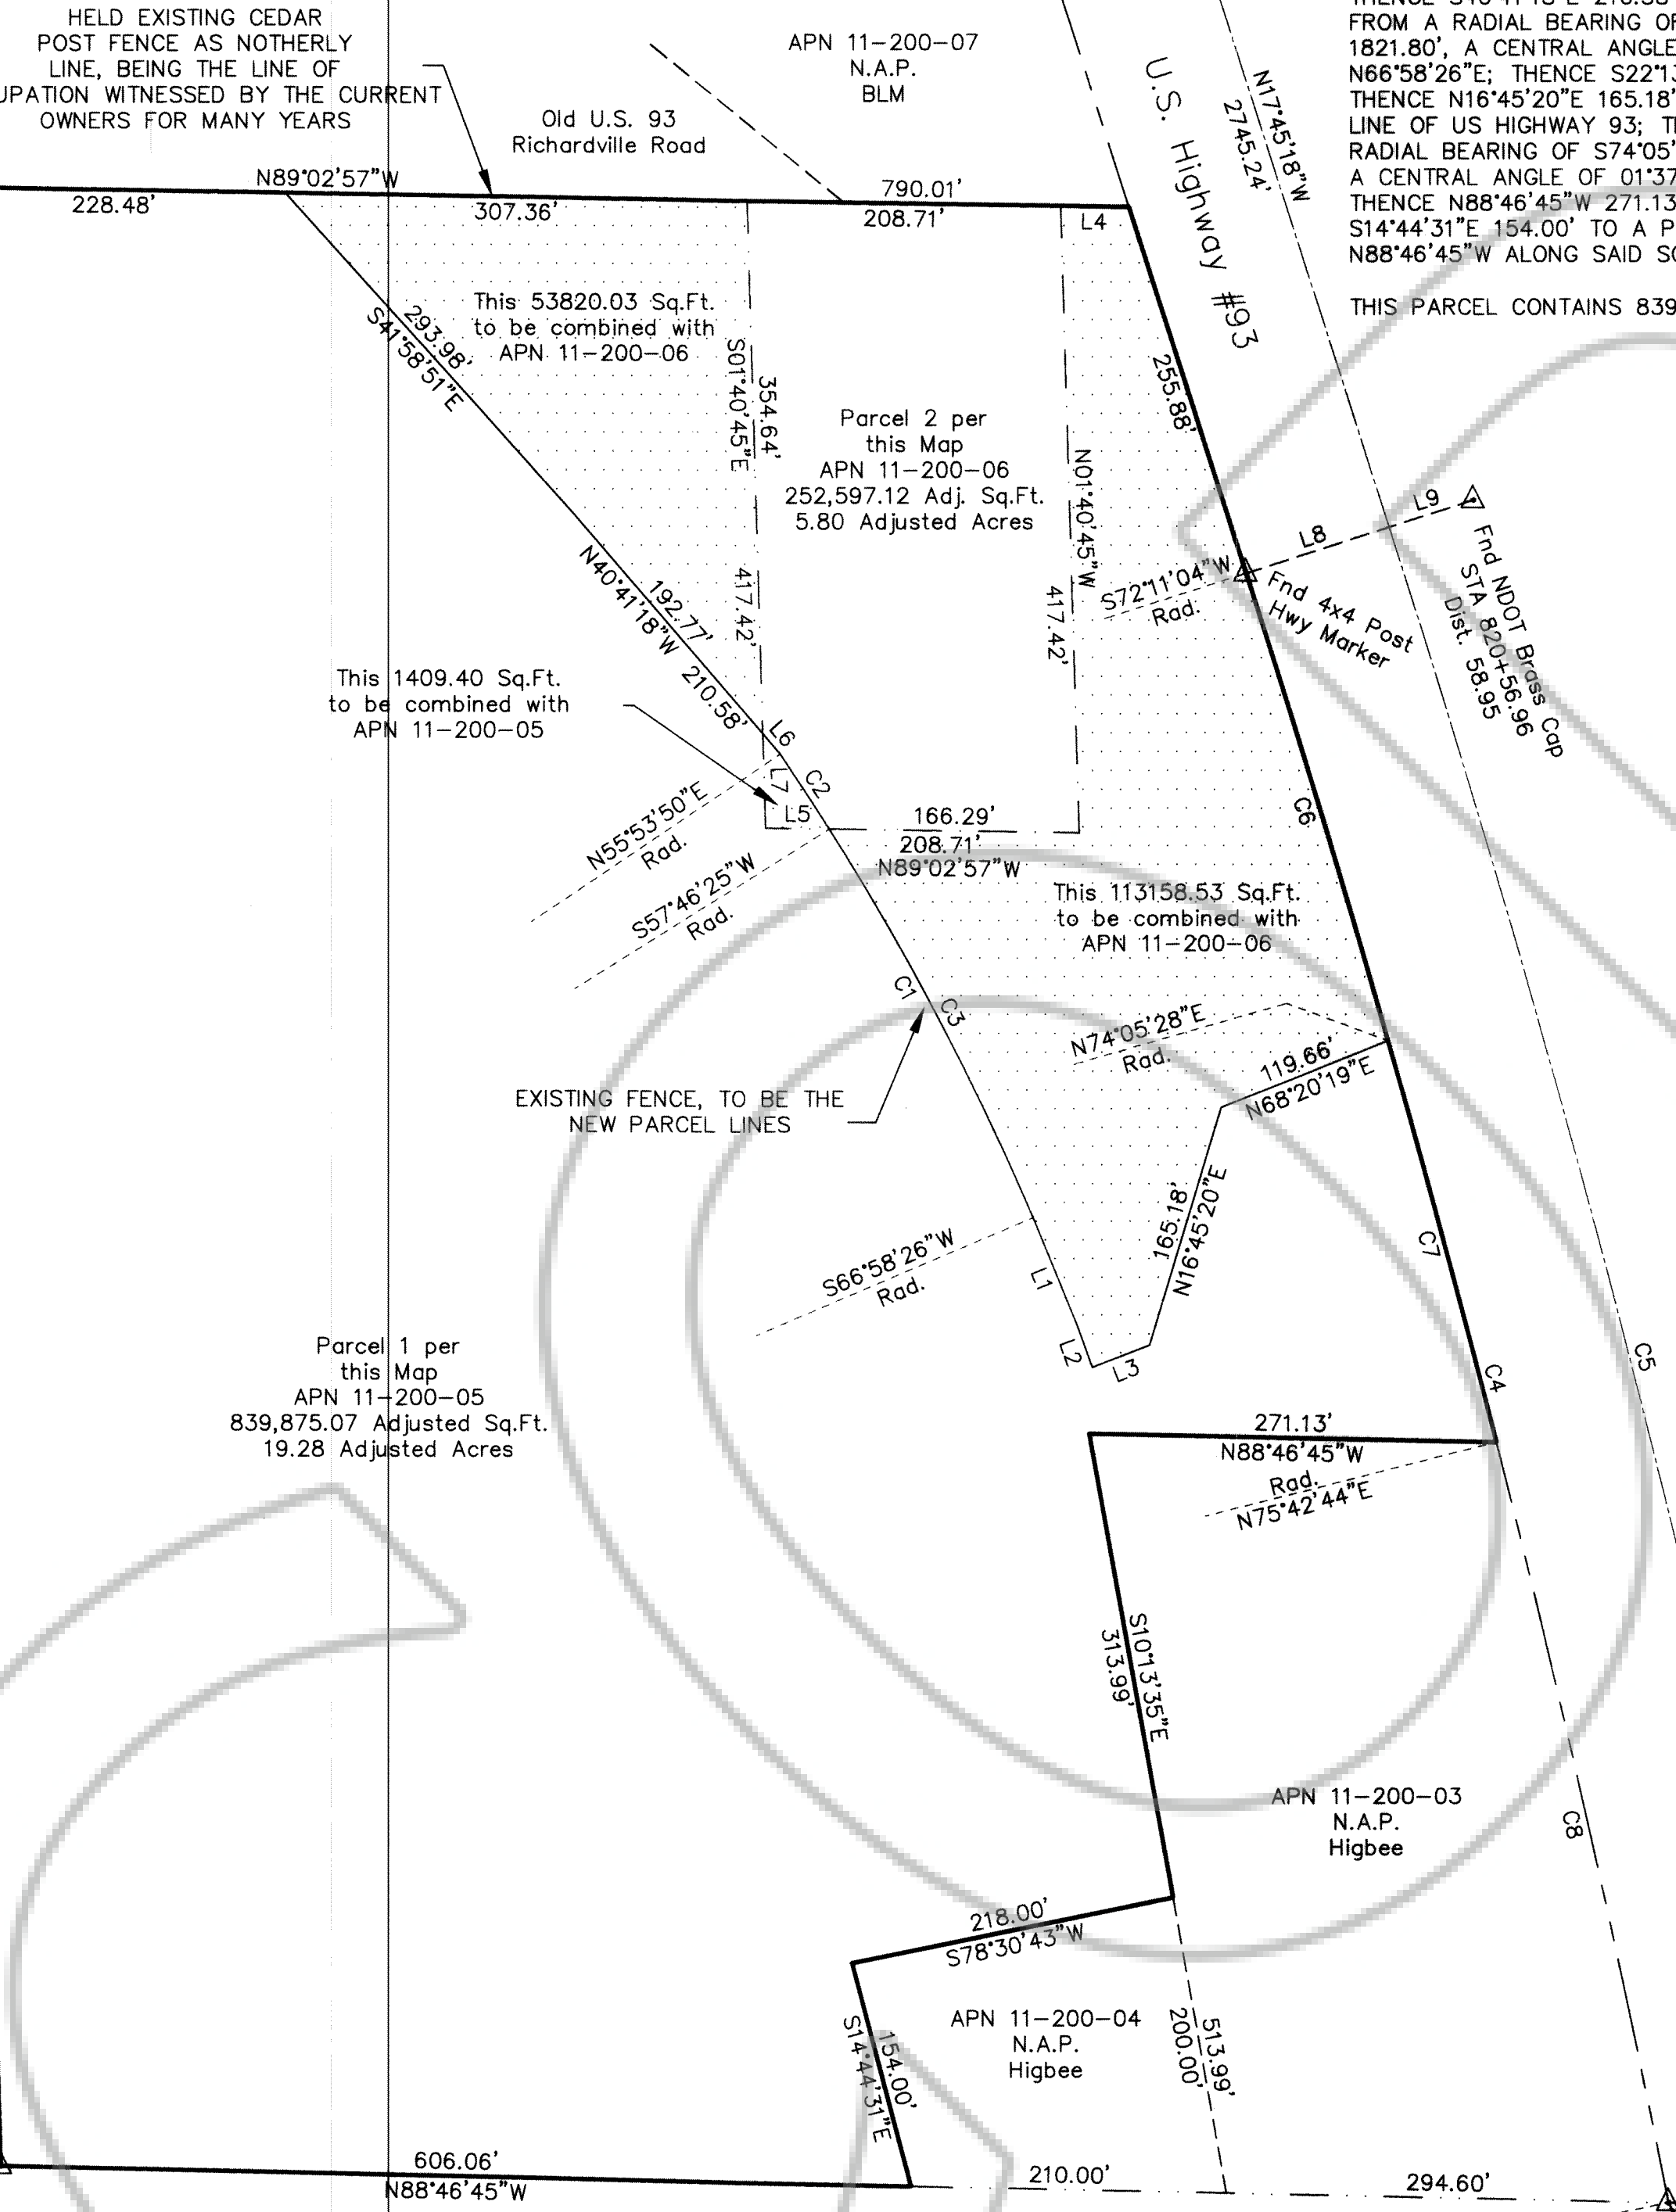 HELD EXISTING CEDAR
POST FENCE AS NOTHERLY
LINE, BEING THE LINE OF
UPATION WITNESSED BY THE CURRENT
OWNERS FOR MANY YEARS
APN 11-200-07
N.A.P.
BLM
Old U.S. 93
Richardville Road
U.S. Highway #93
N17°45'18"W
2745.24'
FROM A RADIAL BEARING OF
1821.80', A CENTRAL ANGLE
N66°58'26"E; THENCE S22°13
THENCE N16°45'20"E 165.18'
LINE OF US HIGHWAY 93; TH
RADIAL BEARING OF S74°05'
A CENTRAL ANGLE OF 01°37
THENCE N88°46'45"W 271.13
S14°44'31"E 154.00' TO A P
N88°46'45"W ALONG SAID SO
THIS PARCEL CONTAINS 839
N89°02'57"W
790.01'
228.48'
307.36'
208.71'
L4
This 53820.03 Sq.Ft.
to be combined with
APN 11-200-06
293.98'
S41°58'51"E
S01°40'45"E
354.64'
417.42'
Parcel 2 per
this Map
APN 11-200-06
252,597.12 Adj. Sq.Ft.
5.80 Adjusted Acres
N01°40'45"W
417.42'
255.88'
L8
L9
Fnd NDOT Brass Cap
STA 820+56.96
Dist. 58.95
S72°11'04"W
Rad.
Fnd 4x4 Post
Hwy Marker
192.77'
N40°41'18"W
210.58'
This 1409.40 Sq.Ft.
to be combined with
APN 11-200-05
L6
L7
C2
L5
N55°53'50"E
Rad.
S57°46'25"W
Rad.
166.29'
208.71'
N89°02'57"W
C6
This 113158.53 Sq.Ft.
to be combined with
APN 11-200-06
C1
C3
N74°05'28"E
Rad.
119.66'
N68°20'19"E
EXISTING FENCE, TO BE THE
NEW PARCEL LINES
165.18'
N16°45'20"E
S66°58'26"W
Rad.
L1
L2
L3
C7
C5
C4
Parcel 1 per
this Map
APN 11-200-05
839,875.07 Adjusted Sq.Ft.
19.28 Adjusted Acres
271.13'
N88°46'45"W
Rad.
N75°42'44"E
S10°13'35"E
313.99'
APN 11-200-03
N.A.P.
Higbee
C8
218.00'
S78°30'43"W
APN 11-200-04
N.A.P.
Higbee
154.00'
S14°44'31"E
513.99'
200.00'
606.06'
N88°46'45"W
210.00'
294.60'